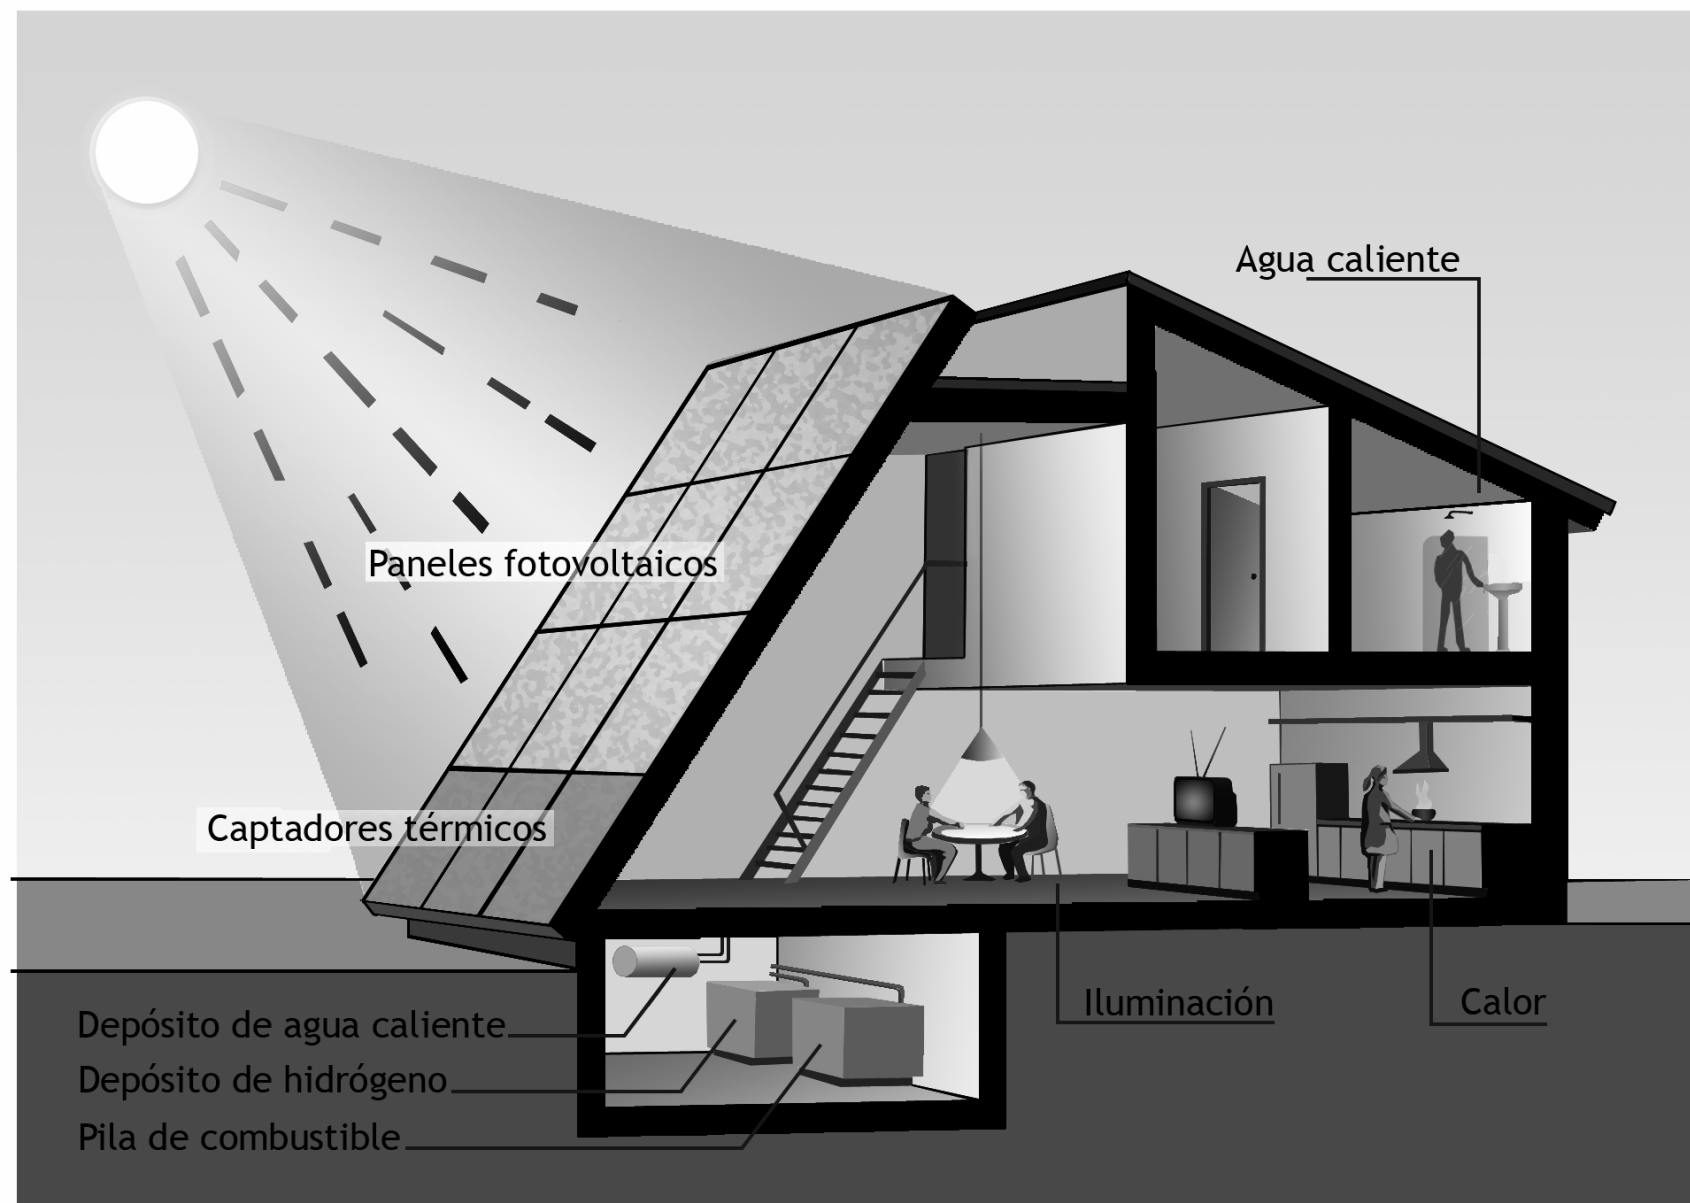 Agua caliente
Paneles fotovoltaicos
Captadores térmicos
Iluminación
Calor
Depósito de agua caliente
Depósito de hidrógeno
Pila de combustible